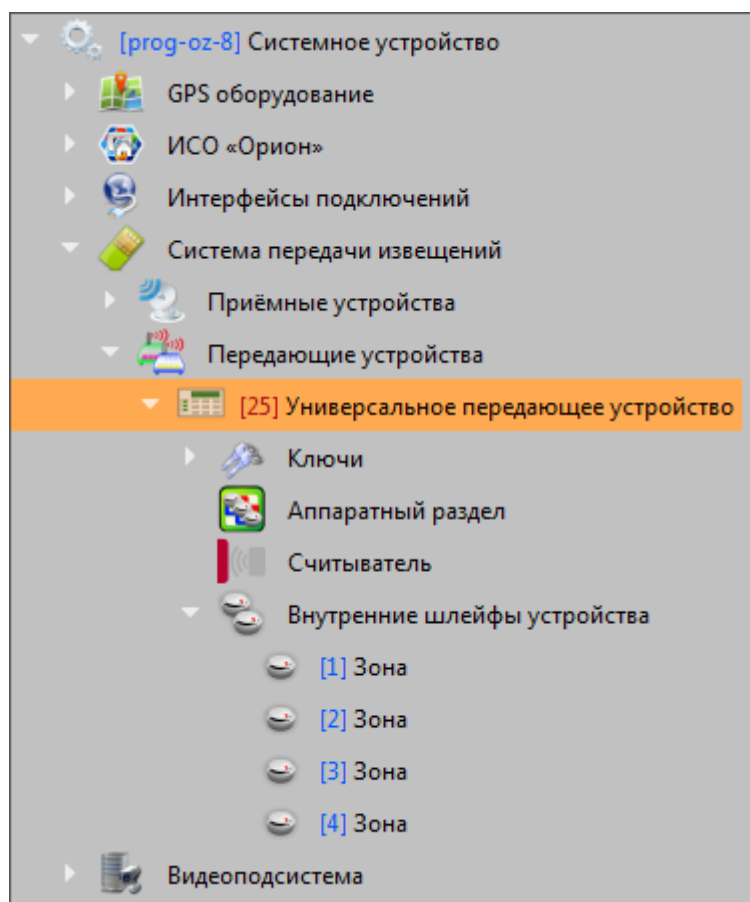 [prog-oz-8] Системное устройство
GPS оборудование
ИСО «Орион»
Интерфейсы подключений
Система передачи извещений
Приёмные устройства
Передающие устройства
[25] Универсальное передающее устройство
Ключи
Аппаратный раздел
Считыватель
Внутренние шлейфы устройства
[1] Зона
[2] Зона
[3] Зона
[4] Зона
Видеоподсистема